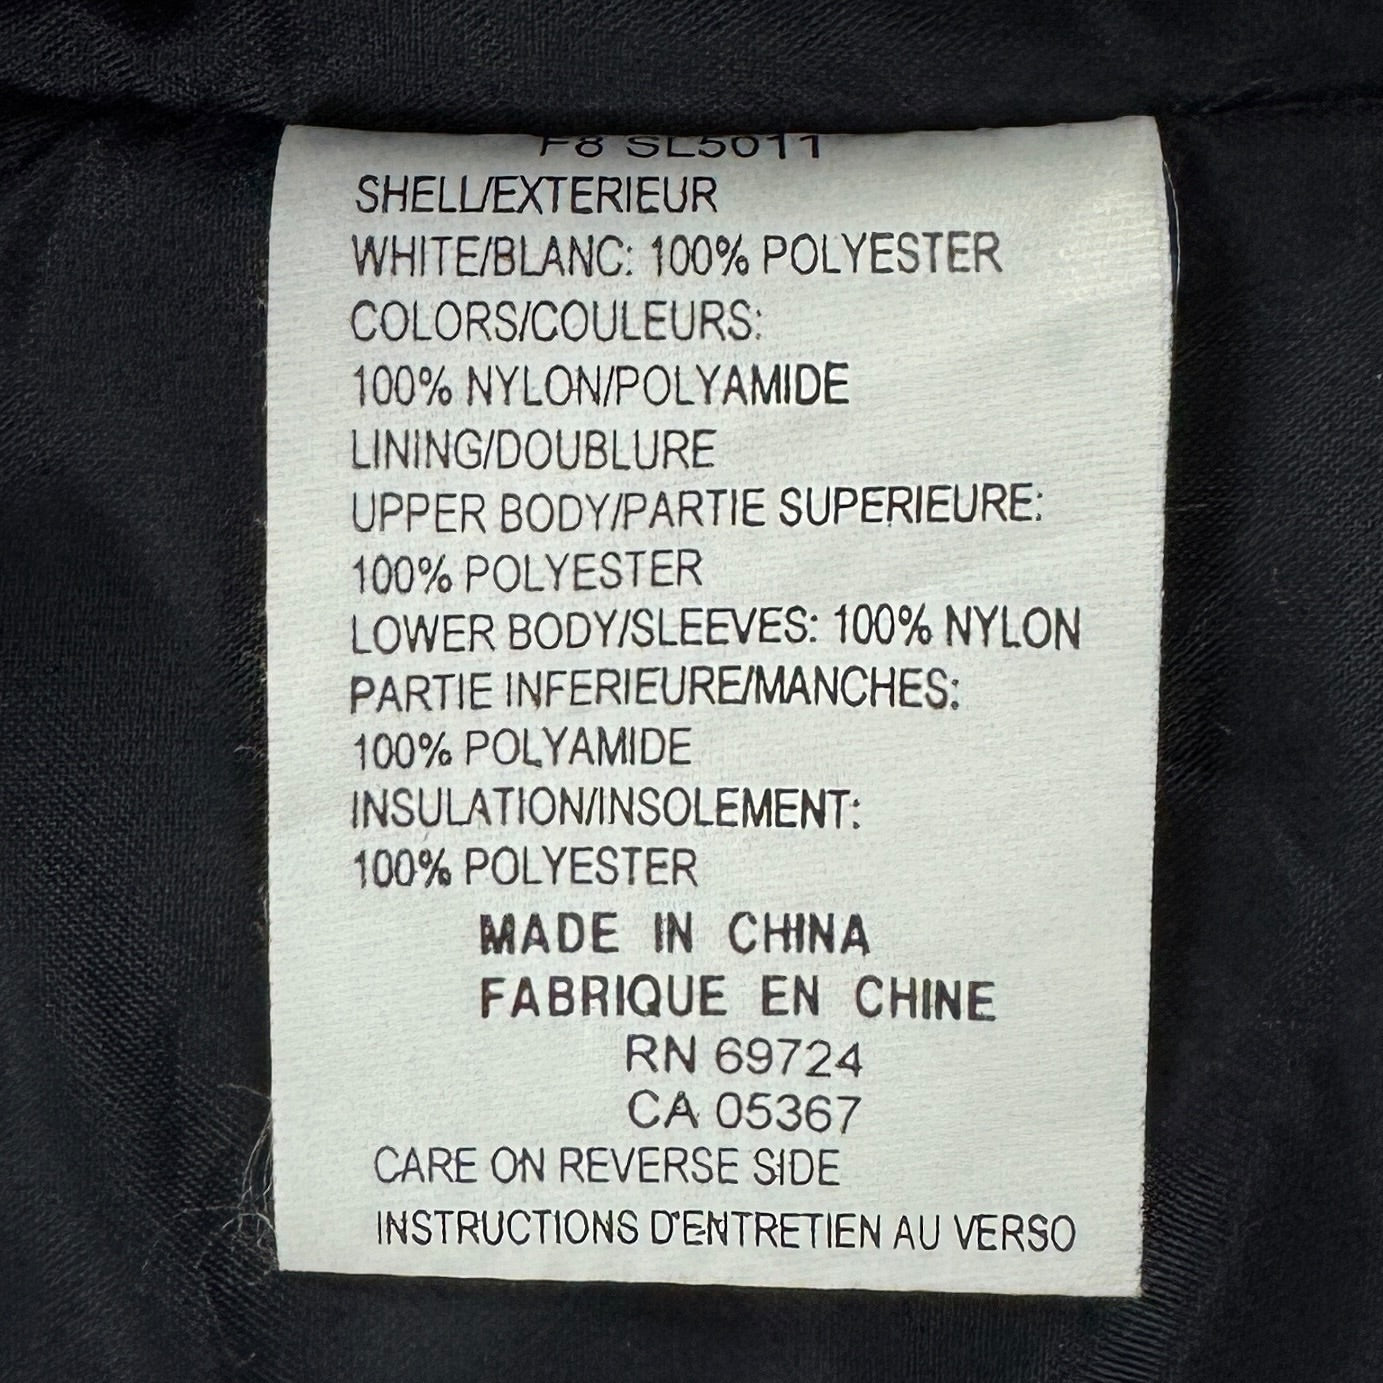 F8 SL5011
SHELL/EXTERIEUR
WHITE/BLANC: 100% POLYESTER
COLORS/COULEURS:
100% NYLON/POLYAMIDE
LINING/DOUBLURE
UPPER BODY/PARTIE SUPERIEURE:
100% POLYESTER
LOWER BODY/SLEEVES: 100% NYLON
PARTIE INFERIEURE/MANCHES:
100% POLYAMIDE
INSULATION/INSOLEMENT:
100% POLYESTER
MADE IN CHINA
FABRIQUE EN CHINE
RN 69724
CA 05367
CARE ON REVERSE SIDE
INSTRUCTIONS D'ENTRETIEN AU VERSO